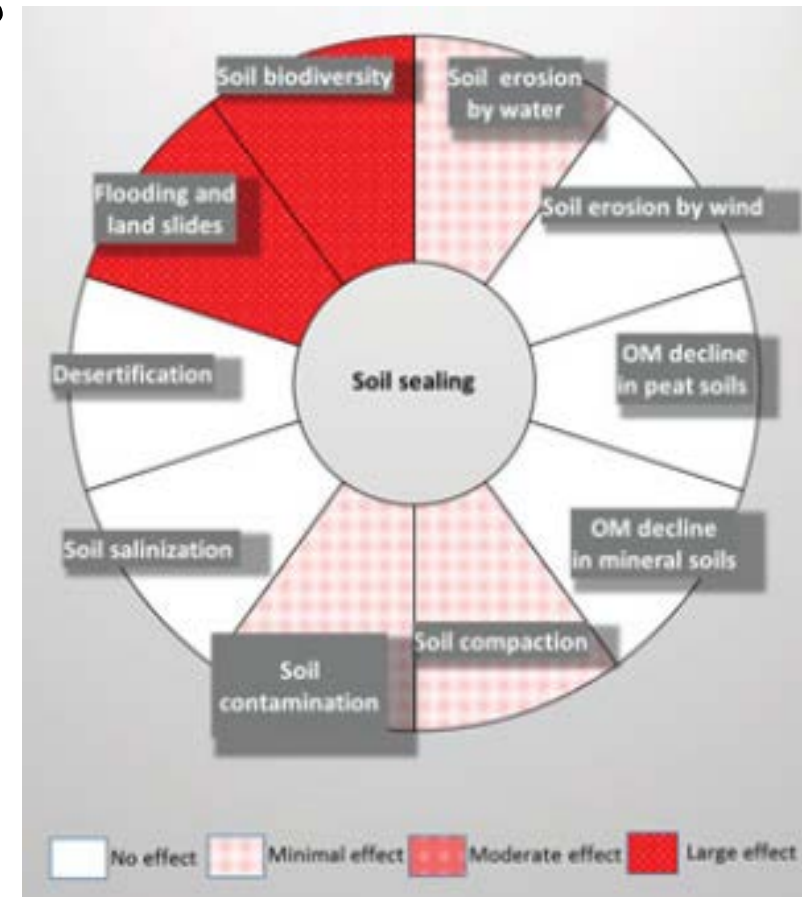 Soil biodiversity
Soil erosion
by water
Flooding and
land slides
Soil erosion by wind
Desertification
Soil sealing
OM decline
in peat soils
Soil salinization
OM decline
in mineral soils
Soil
contamination
Soil compaction
No effect
Minimal effect
Moderate effect
Large effect